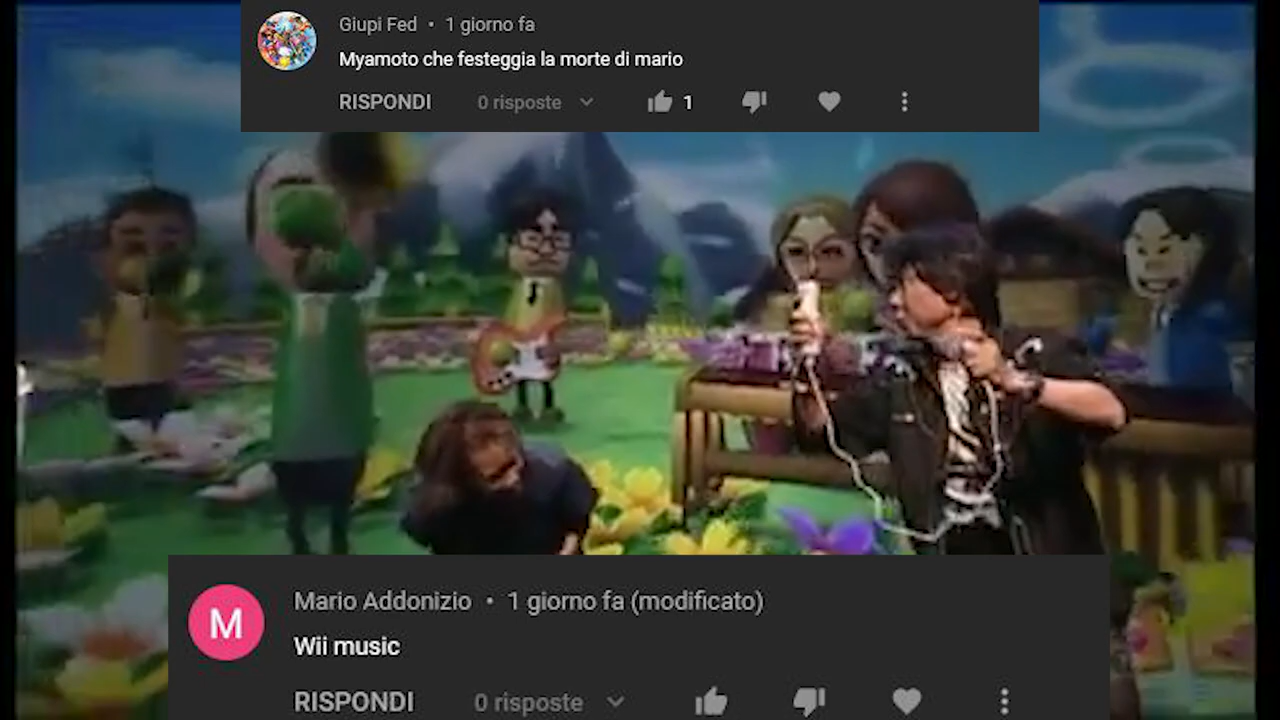 Giupi Fed • 1 giorno fa
Myamoto che festeggia la morte di mario
RISPONDI 0 risposte 1
M
Mario Addonizio • 1 giorno fa (modificato)
Wii music
RISPONDI 0 risposte